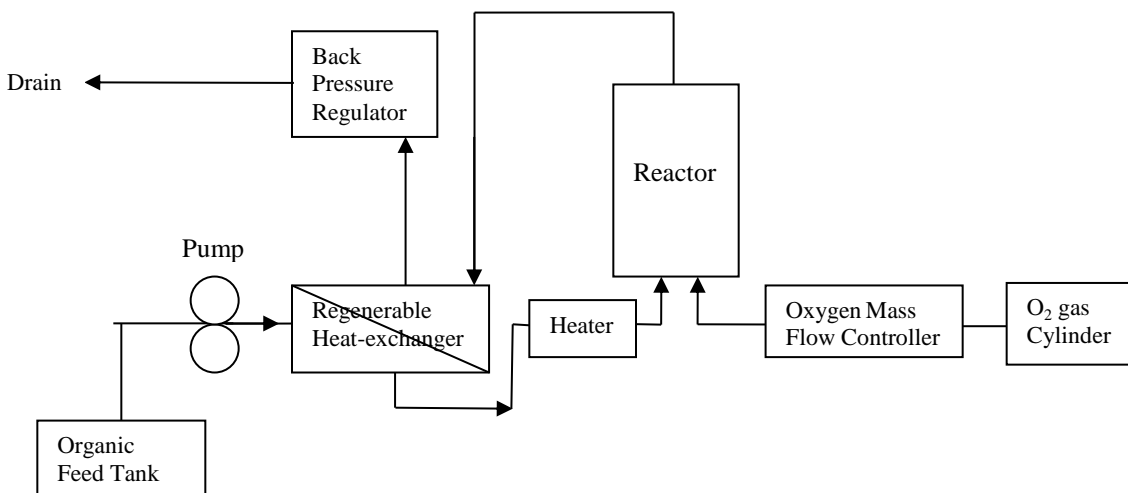 Back
Pressure
Regulator
Drain
Reactor
Pump
Regenerable
Heat-exchanger
Heater
Oxygen Mass
Flow Controller
O₂ gas
Cylinder
Organic
Feed Tank